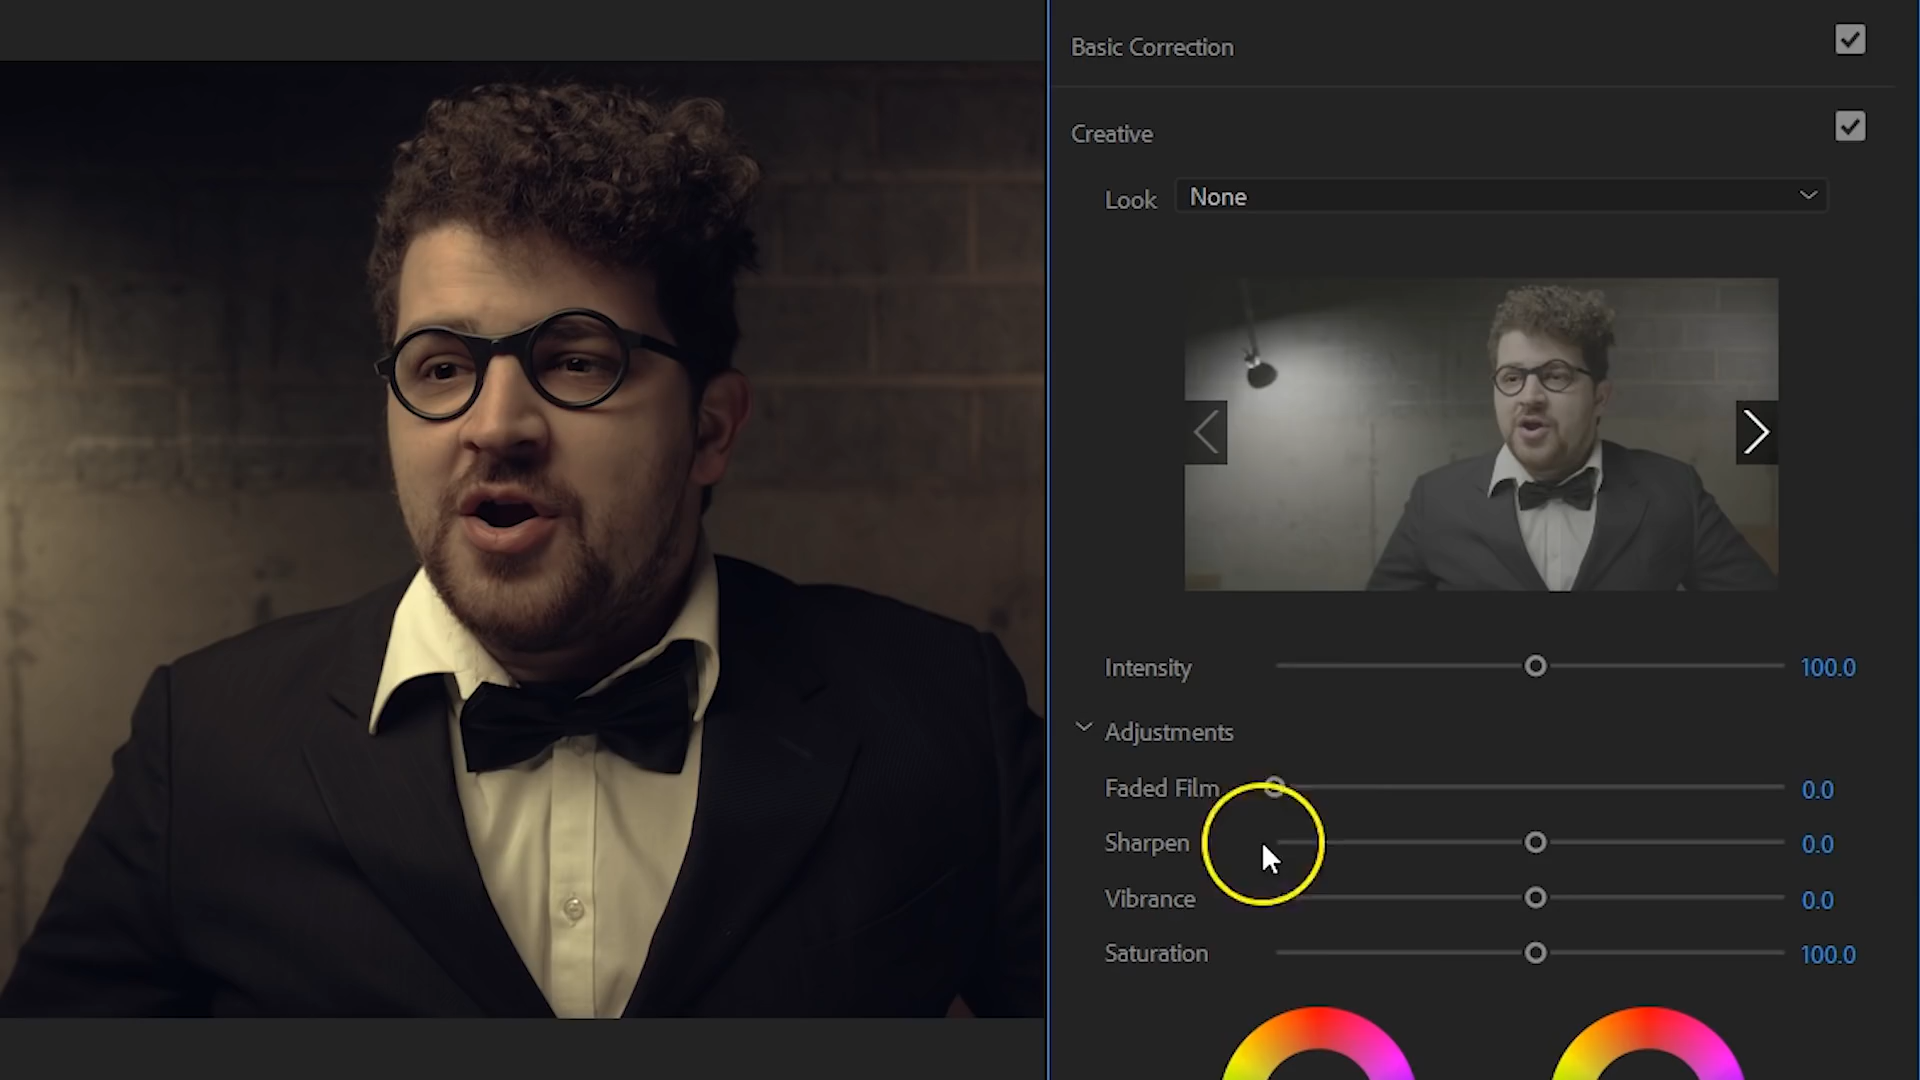 Basic Correction
Creative
Look None
Intensity 100.0
Adjustments
Faded Film 0.0
Sharpen 0.0
Vibrance 0.0
Saturation 100.0